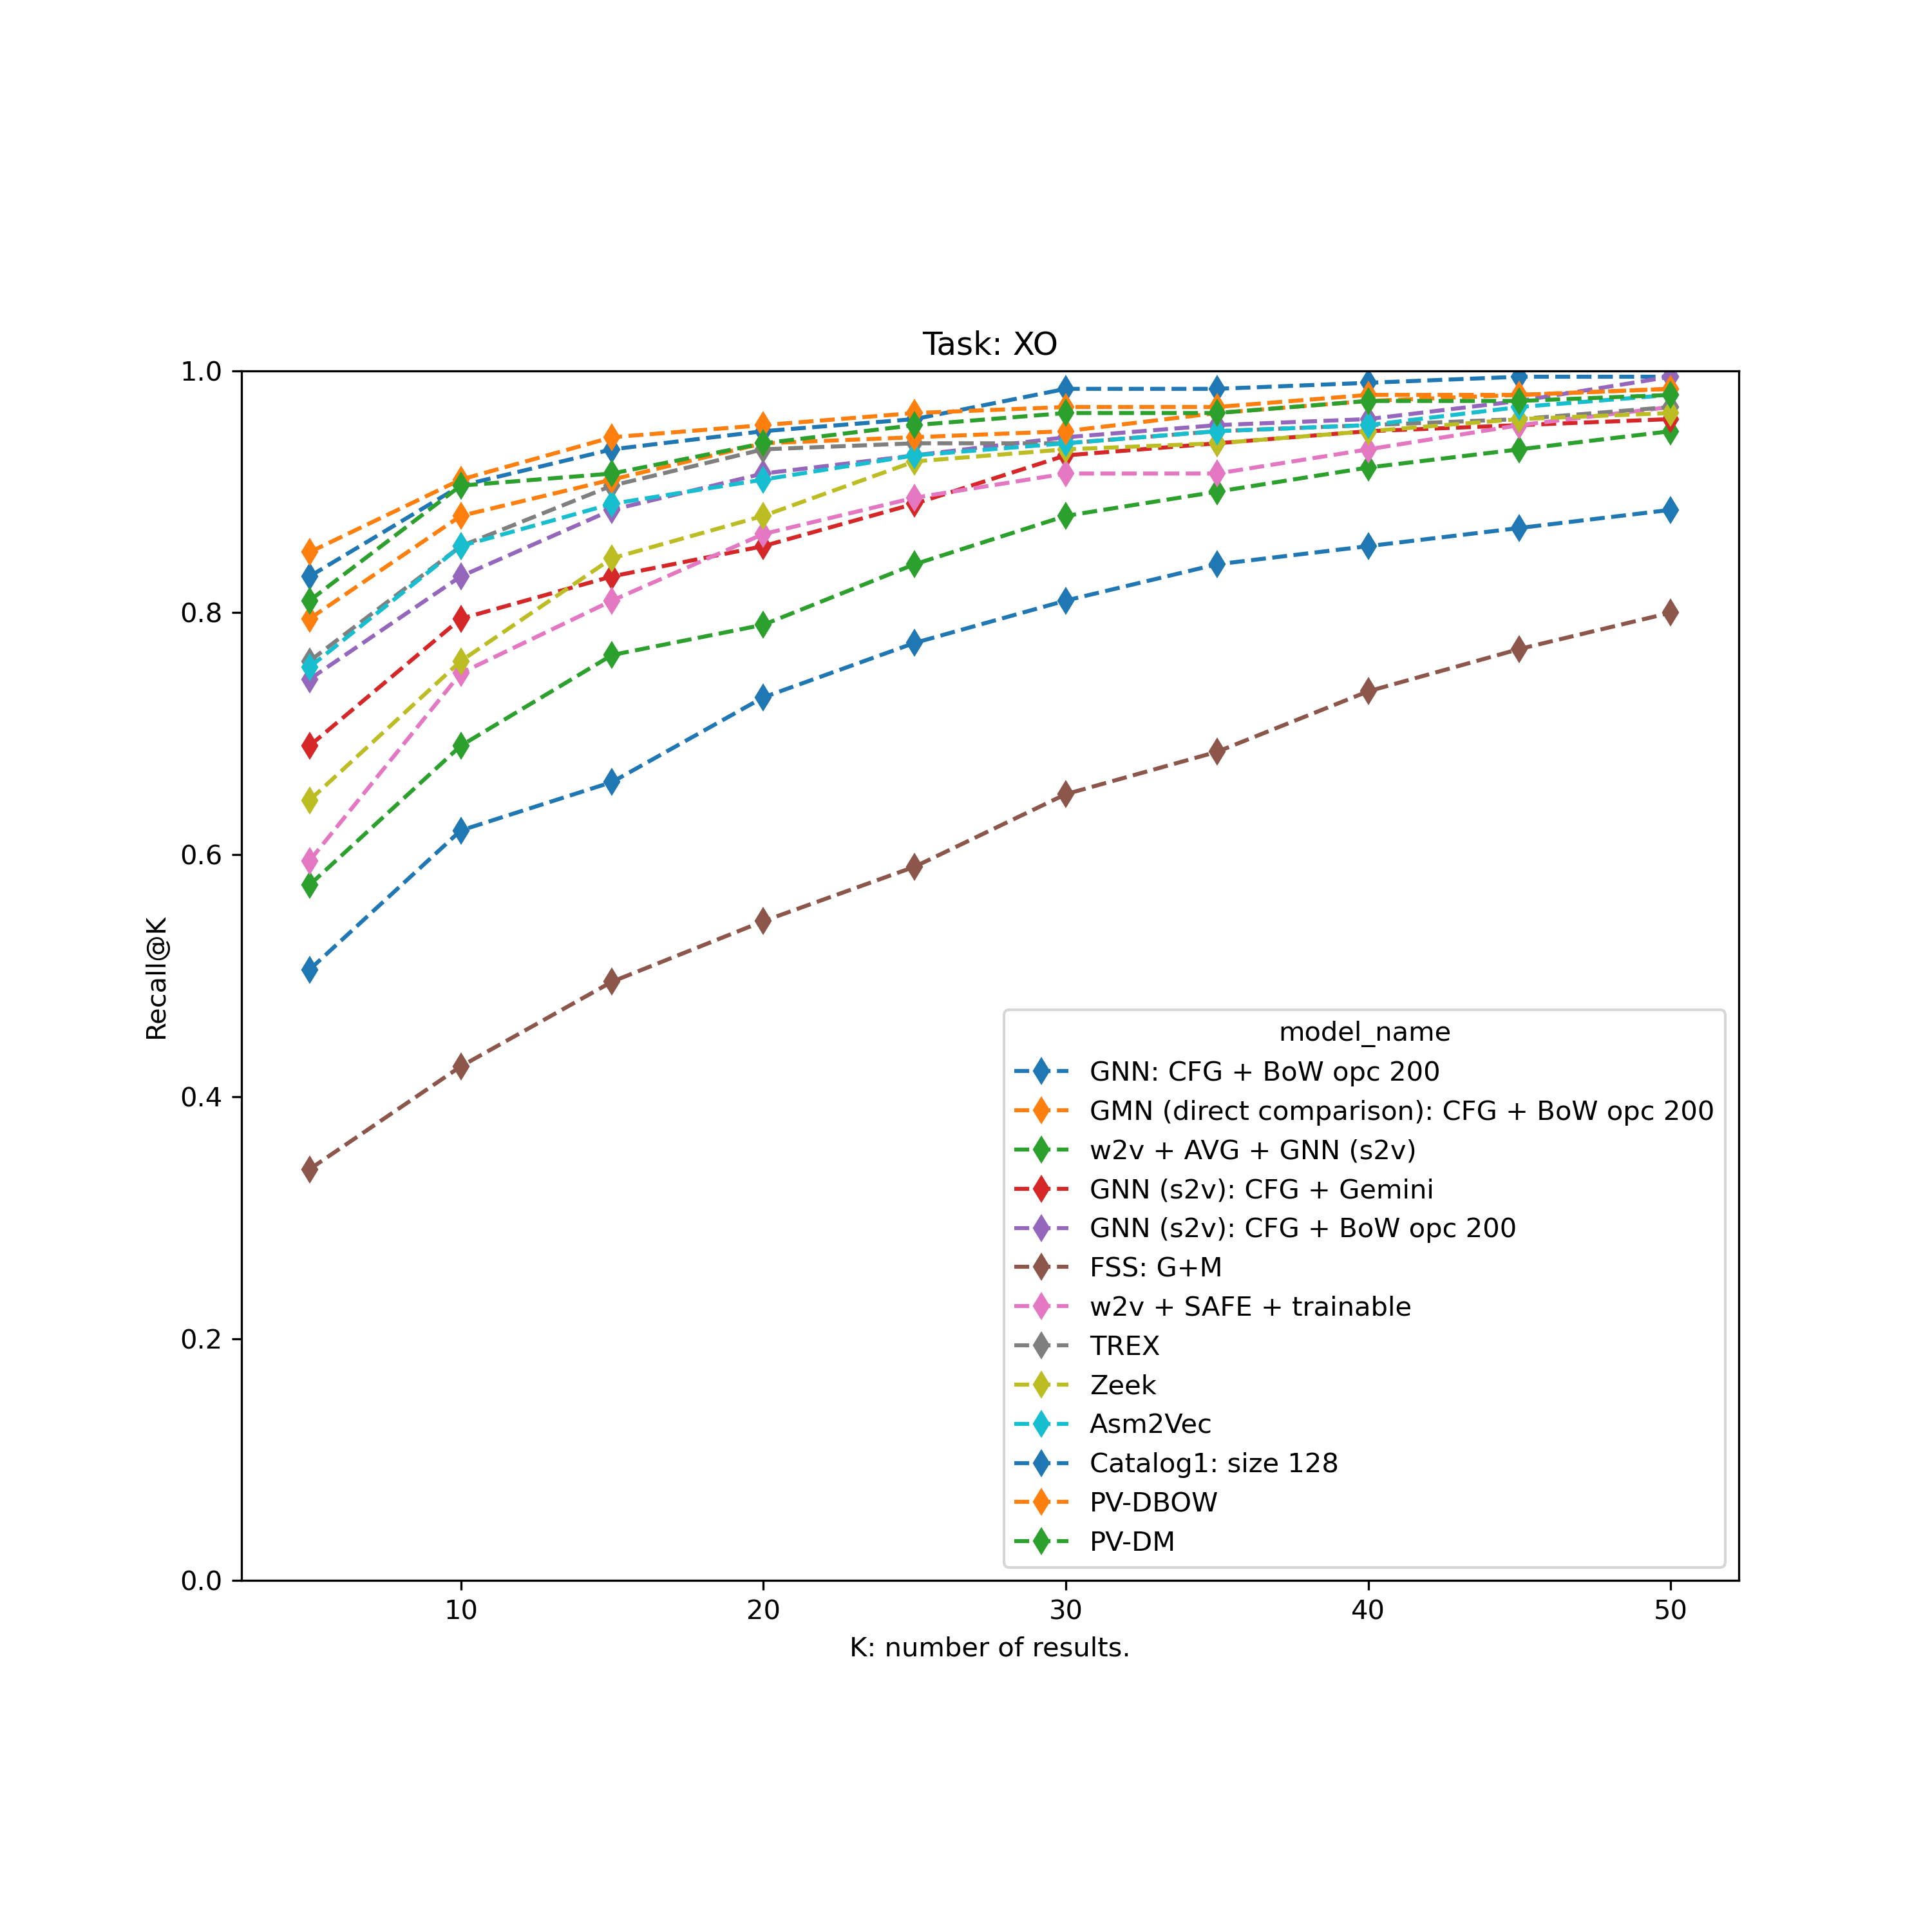 Task: XO
1.0
0.8
0.6
0.4
0.2
0.0
Recall@K
10 20 30 40 50
K: number of results.
model_name
GNN: CFG + BoW opc 200
GMN (direct comparison): CFG + BoW opc 200
w2v + AVG + GNN (s2v)
GNN (s2v): CFG + Gemini
GNN (s2v): CFG + BoW opc 200
FSS: G+M
w2v + SAFE + trainable
TREX
Zeek
Asm2Vec
Catalog1: size 128
PV-DBOW
PV-DM